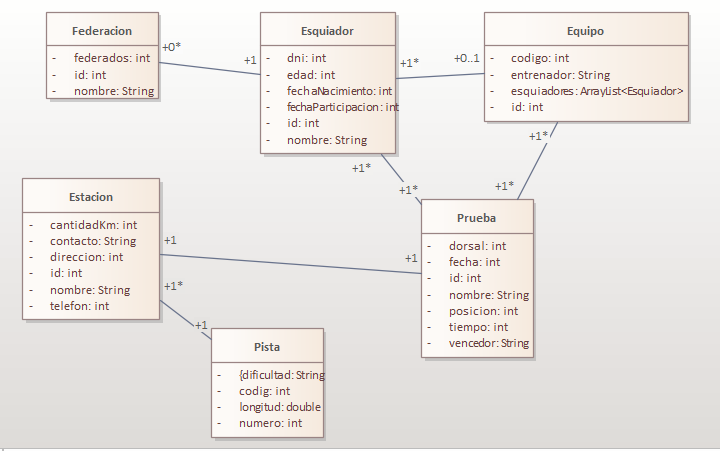 Federacion
- federados: int
- id: int
- nombre: String
+0*
+1
Esquiador
- dni: int
- edad: int
- fechaNacimiento: int
- fechaParticipacion: int
- id: int
- nombre: String
+1*
+0..1
Equipo
- codigo: int
- entrenador: String
- esquiadores: ArrayList<Esquiador>
- id: int
+1*
+1*
+1*
+1*
Estacion
- cantidadKm: int
- contacto: String
- direccion: int
- id: int
- nombre: String
- telefon: int
+1
+1
+1*
+1
Prueba
- dorsal: int
- fecha: int
- id: int
- nombre: String
- posicion: int
- tiempo: int
- vencedor: String
Pista
- {dificultad: String
- codig: int
- longitud: double
- numero: int